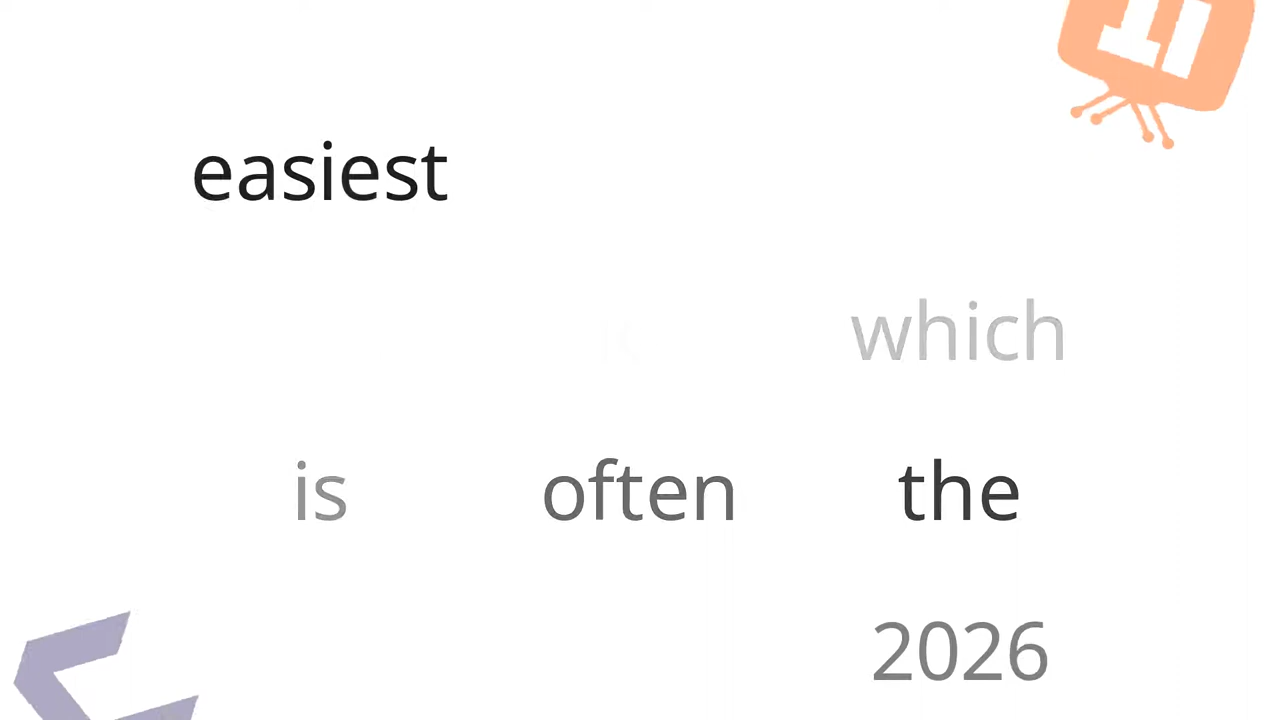 easiest
which
is often the
2026